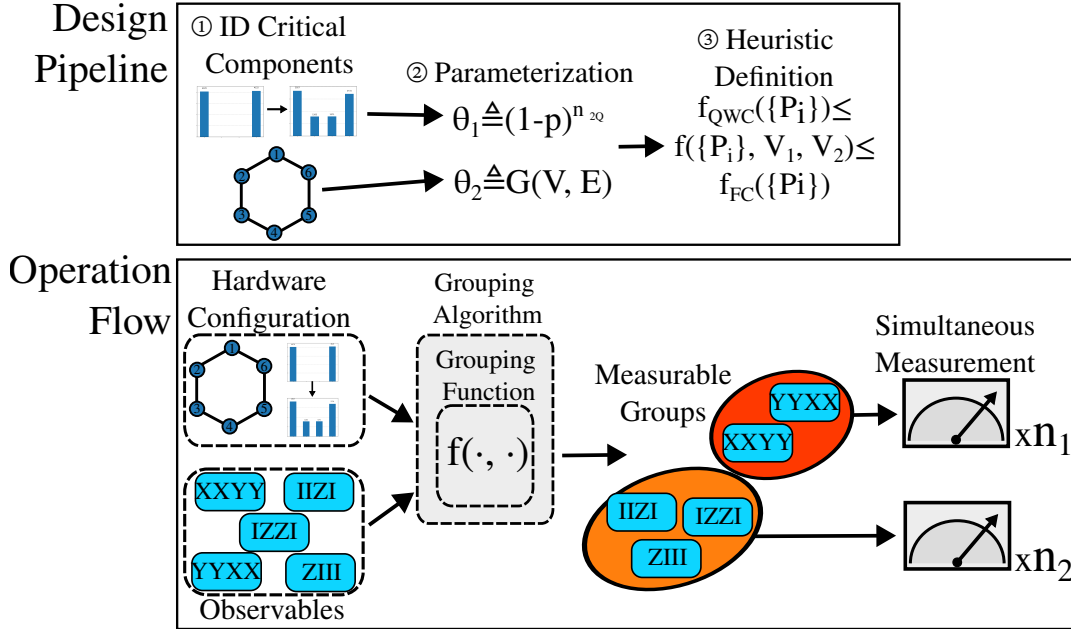 Design
Pipeline
① ID Critical
Components
② Parameterization
③ Heuristic
Definition
θ₁≜(1-p)^n 2Q
θ₂≜G(V, E)
f_QWC({Pi})≤
f({P_i}, V₁, V₂)≤
f_FC({Pi})
1
2
3
4
5
6
Operation
Flow
Hardware
Configuration
1
2
3
4
5
6
XXYY
IIZI
IZZI
YYXX
ZIII
Observables
Grouping
Algorithm
Grouping
Function
f(·, ·)
Measurable
Groups
YYXX
XXYY
IIZI
IZZI
ZIII
Simultaneous
Measurement
xn₁
xn₂